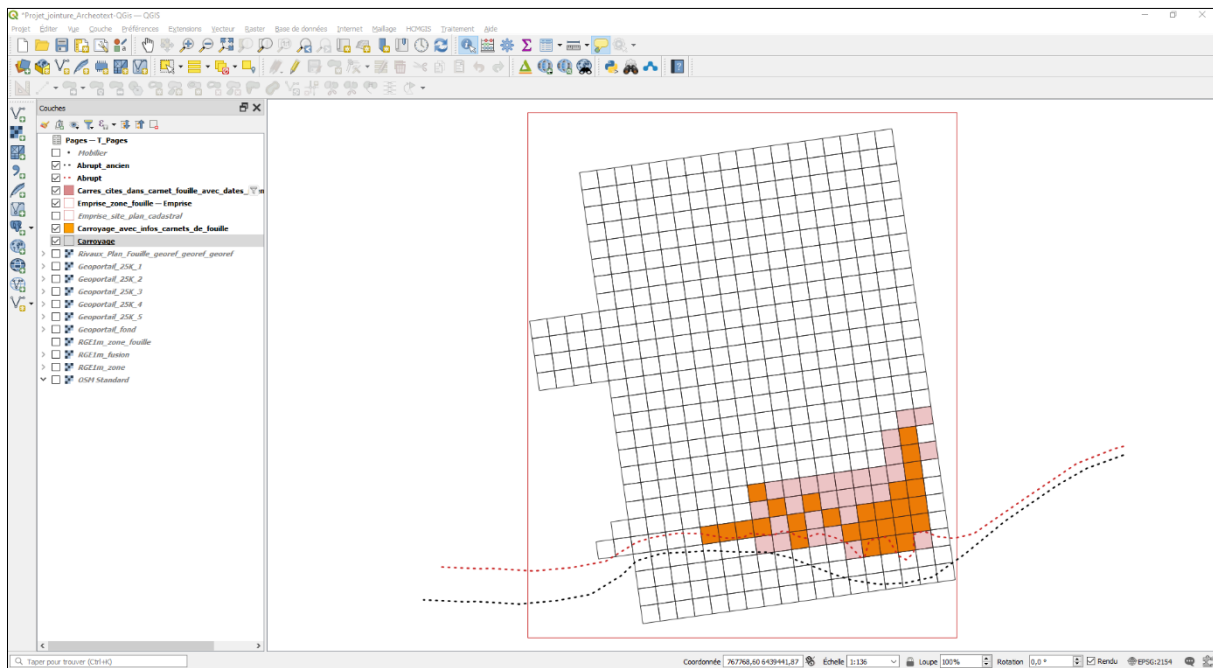 *Projet_jointure_Archeotext-QGis — QGIS
Projet Éditer Vue Couche Préférences Extensions Vecteur Raster Base de données Internet Maillage HCMGIS Traitement Aide
Couches
Pages — T_Pages
Mobilier
Abrupt_ancien
Abrupt
Carres_cites_dans_carnet_fouille_avec_dates_
Emprise_zone_fouille — Emprise
Emprise_site_plan_cadastral
Carroyage_avec_infos_carnets_de_fouille
Carroyage
Rivaux_Plan_Fouille_georef_georef_georef
Geoportail_25K_1
Geoportail_25K_2
Geoportail_25K_3
Geoportail_25K_4
Geoportail_25K_5
Geoportail_fond
RGE1m_zone_fouille
RGE1m_fusion
RGE1m_zone
OSM Standard
Taper pour trouver (Ctrl+K) Coordonnée 767768,60 6439441,87 Échelle 1:136 Loupe 100% Rotation 0,0 ° Rendu EPSG:2154